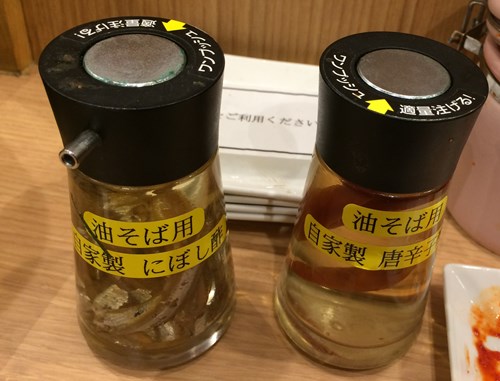 ワンプッシュ
適量注げる!
油そば用
自家製 にぼし酢
ご利用ください
ワンプッシュ
適量注げる!
油そば用
自家製 唐辛子